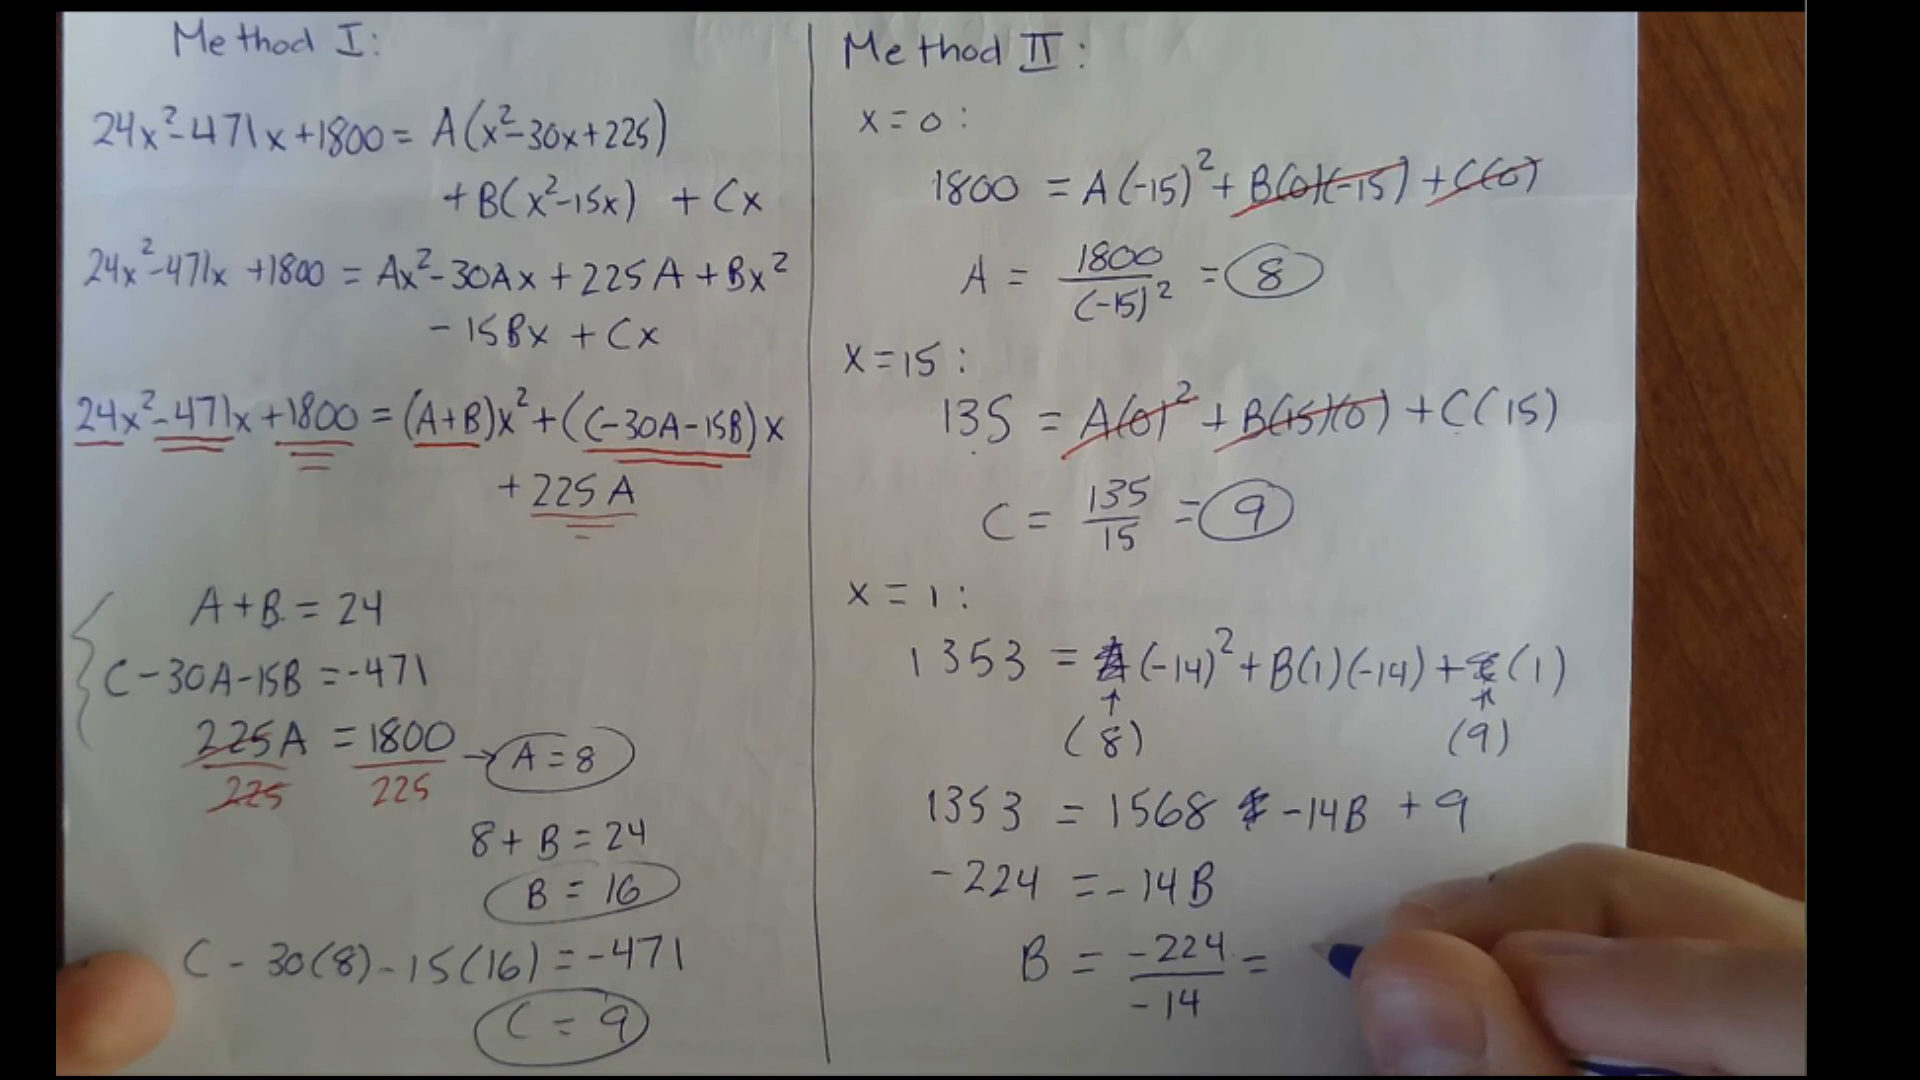 Method I:
24x²-471x+1800 = A(x²-30x+225)
+B(x²-15x) + Cx
24x²-471x +1800 = Ax²-30Ax + 225A + Bx²
- 15Bx + Cx
24x²-471x+1800 = (A+B)x²+(C-30A-15B)x
+ 225A
A+B = 24
C-30A-15B = -471
225A = 1800 → A = 8
225 225
8 + B = 24
B = 16
C - 30(8) - 15(16) = -471
C = 9
Method II:
x = 0 :
1800 = A(-15)² + B(0)(-15) + C(0)
A = 1800 / (-15)² = 8
x = 15 :
135 = A(0)² + B(15)(0) + C(15)
C = 135 / 15 = 9
x = 1 :
1353 = A(-14)² + B(1)(-14) + C(1)
↑ ↑
(8) (9)
1353 = 1568 -14B + 9
-224 = -14B
B = -224 / -14 =